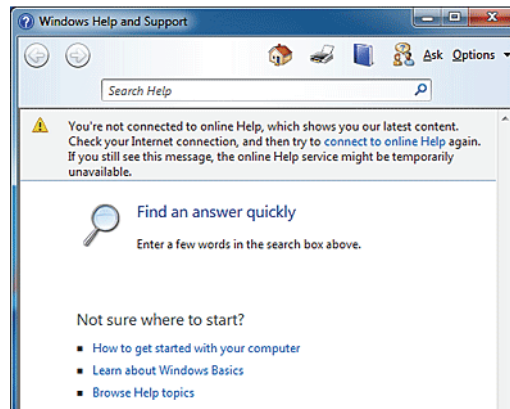 Windows Help and Support
Ask Options
Search Help
You're not connected to online Help, which shows you our latest content.
Check your Internet connection, and then try to connect to online Help again.
If you still see this message, the online Help service might be temporarily
unavailable.
Find an answer quickly
Enter a few words in the search box above.
Not sure where to start?
How to get started with your computer
Learn about Windows Basics
Browse Help topics